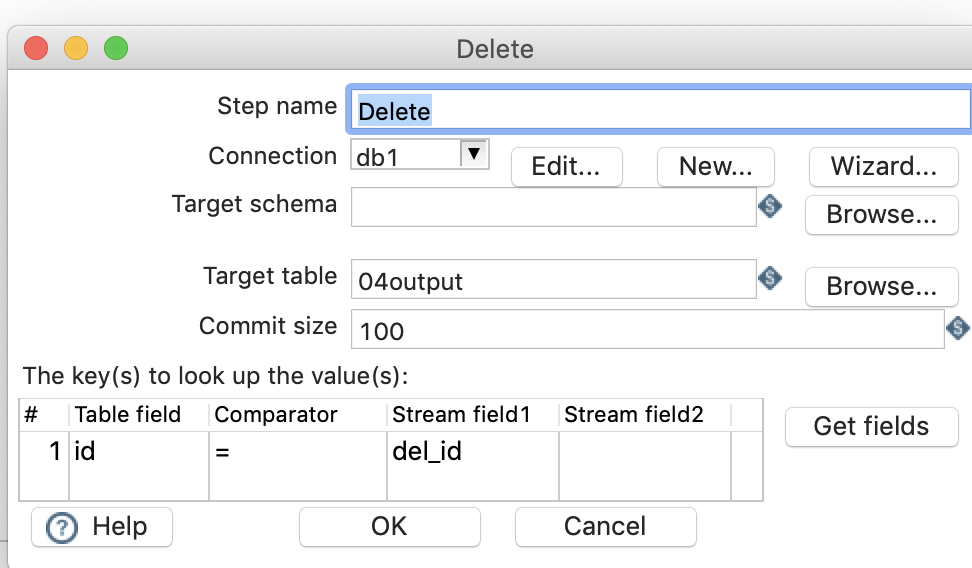 Delete
Step name Delete
Connection db1 Edit... New... Wizard...
Target schema Browse...
Target table 04output Browse...
Commit size 100
The key(s) to look up the value(s):
# Table field Comparator Stream field1 Stream field2
1 id = del_id
Get fields
Help OK Cancel